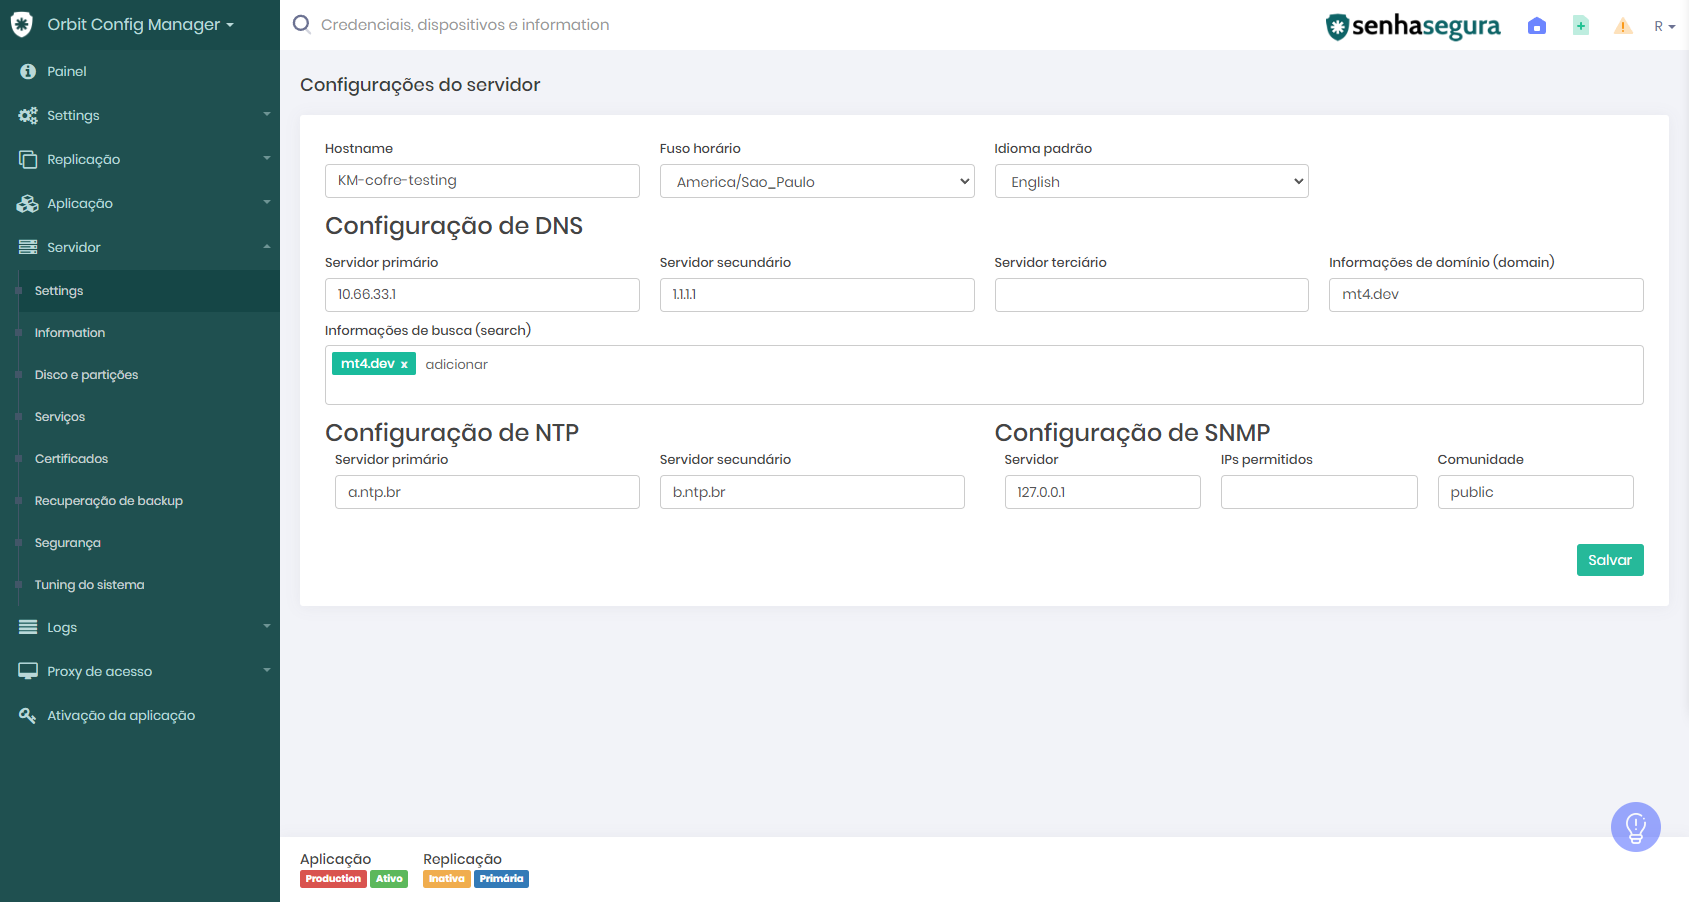 Orbit Config Manager
Credenciais, dispositivos e information
senhasegura
R
Painel
Settings
Replicação
Aplicação
Servidor
Settings
Information
Disco e partições
Serviços
Certificados
Recuperação de backup
Segurança
Tuning do sistema
Logs
Proxy de acesso
Ativação da aplicação
Configurações do servidor
Hostname
Fuso horário
Idioma padrão
KM-cofre-testing
America/Sao_Paulo
English
Configuração de DNS
Servidor primário
Servidor secundário
Servidor terciário
Informações de domínio (domain)
10.66.33.1
1.1.1.1
mt4.dev
Informações de busca (search)
mt4.dev x adicionar
Configuração de NTP
Configuração de SNMP
Servidor primário
Servidor secundário
Servidor
IPs permitidos
Comunidade
a.ntp.br
b.ntp.br
127.0.0.1
public
Salvar
Aplicação
Replicação
Production Ativo
Inativa Primária